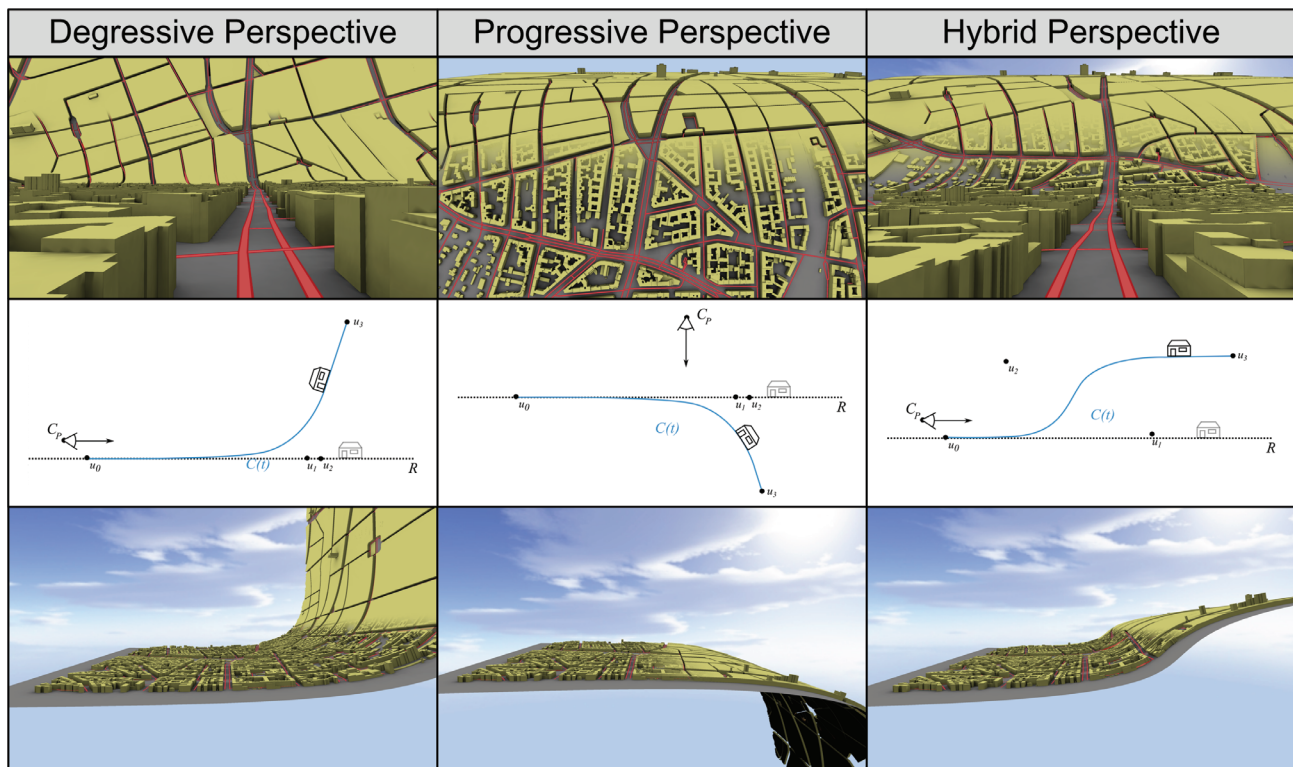 Degressive Perspective
Progressive Perspective
Hybrid Perspective
u3
CP
u0
C(t)
u1
u2
R
CP
u0
u1
u2
R
C(t)
u3
u2
u3
CP
C(t)
u0
u1
R